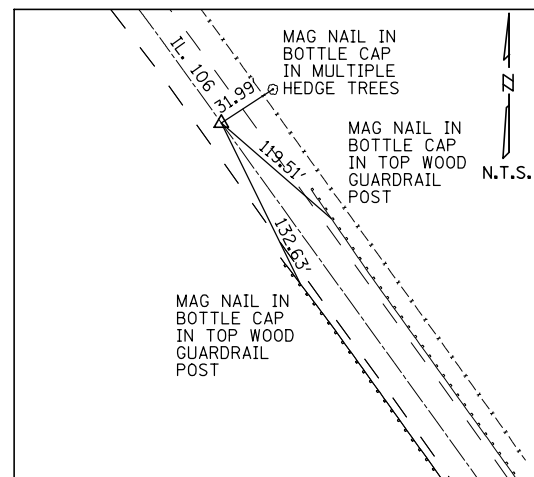 MAG NAIL IN
BOTTLE CAP
IN MULTIPLE
HEDGE TREES
IL. 106
31.99'
N
N.T.S.
MAG NAIL IN
BOTTLE CAP
IN TOP WOOD
GUARDRAIL
POST
119.51'
132.63'
MAG NAIL IN
BOTTLE CAP
IN TOP WOOD
GUARDRAIL
POST